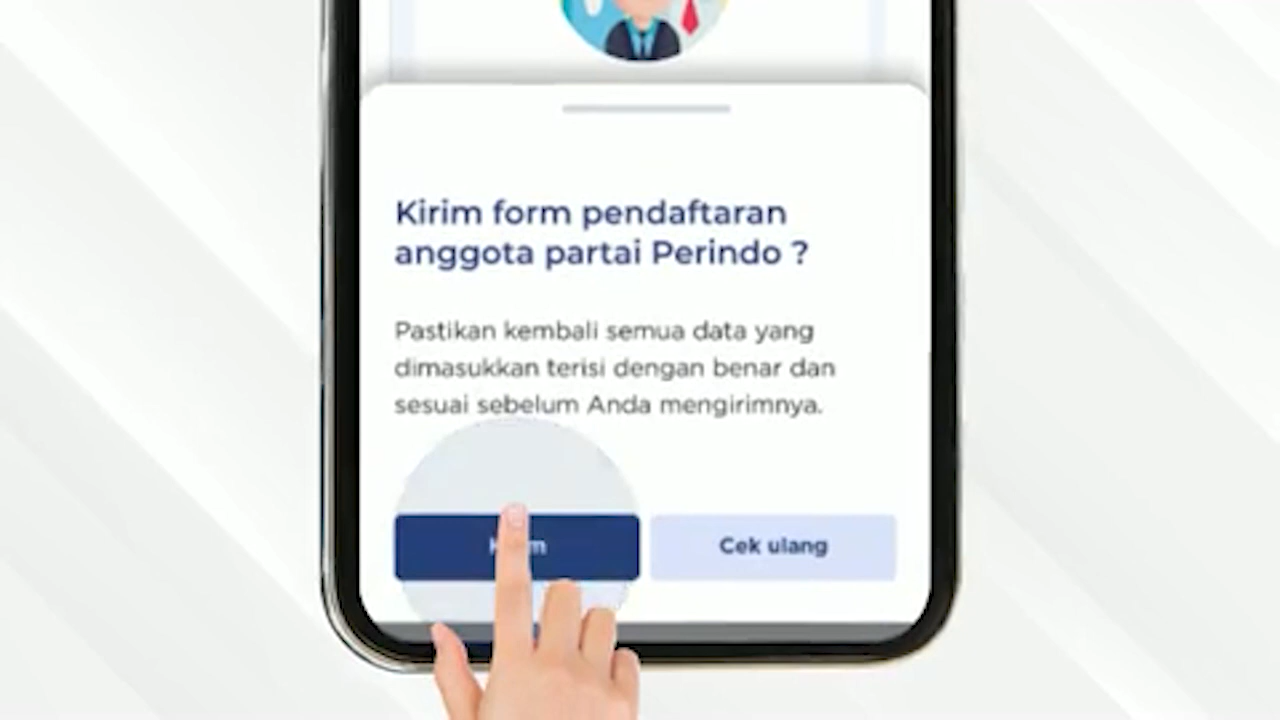 Kirim form pendaftaran
anggota partai Perindo ?
Pastikan kembali semua data yang
dimasukkan terisi dengan benar dan
sesuai sebelum Anda mengirimnya.
Cek ulang